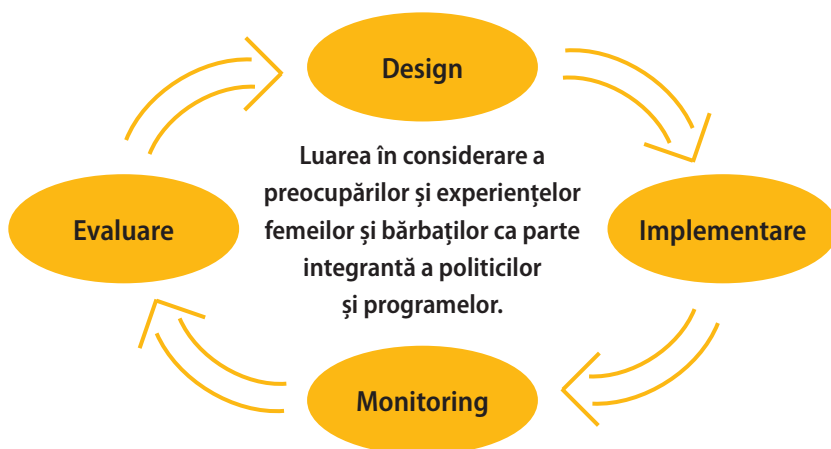 Design
Luarea în considerare a
preocupărilor și experiențelor
femeilor și bărbaților ca parte
integrantă a politicilor
și programelor.
Evaluare
Implementare
Monitoring